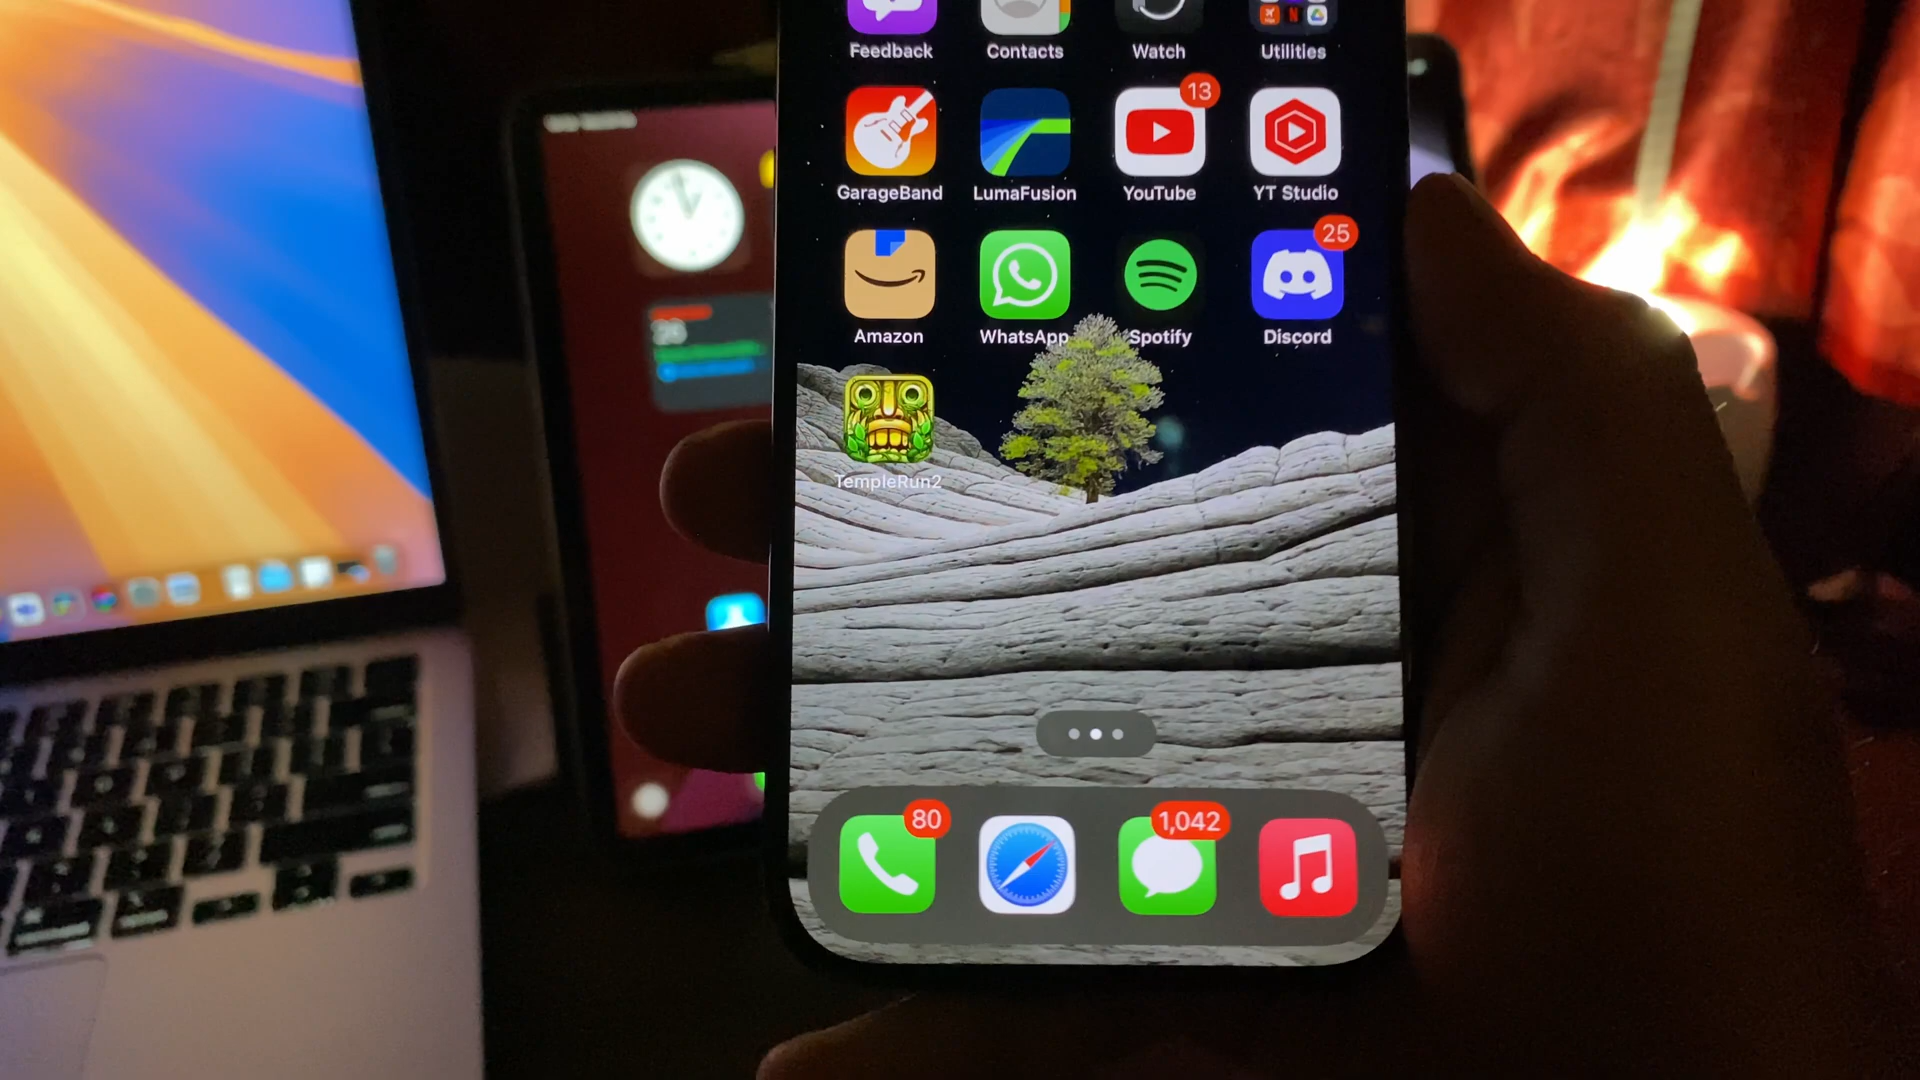 Feedback Contacts Watch Utilities
13
GarageBand LumaFusion YouTube YT Studio
25
Amazon WhatsApp Spotify Discord
TempleRun2
80 1,042